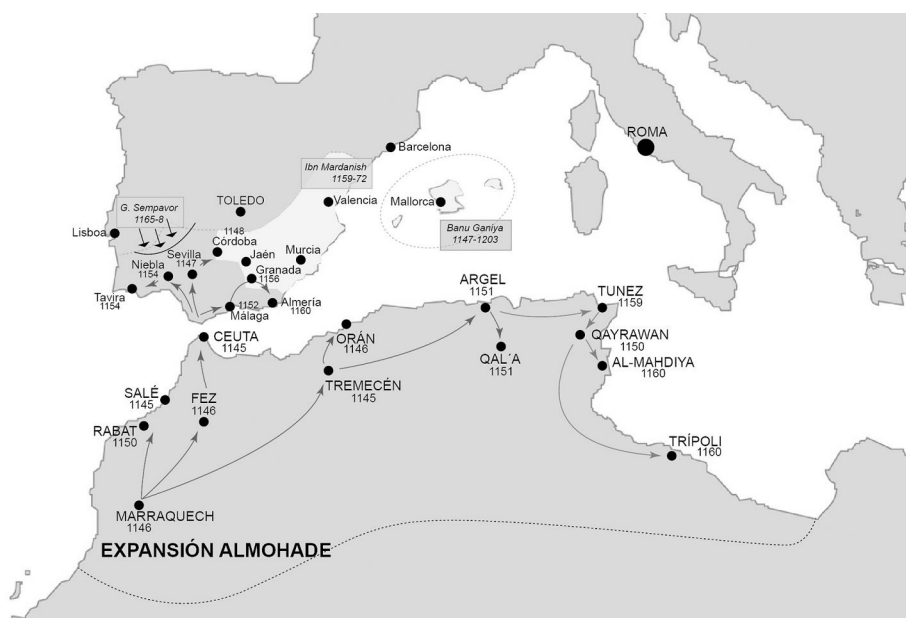 ROMA
Barcelona
Ibn Mardanish
1159-72
Valencia
Mallorca
Banu Ganiya
1147-1203
G. Sempavor
1165-8
TOLEDO
Lisboa
1148
Córdoba
Sevilla
1147
Jaén
Murcia
Niebla
1154
Granada
1156
Tavira
1154
1152
Málaga
Almería
1160
CEUTA
1145
ORÁN
1146
ARGEL
1151
TUNEZ
1159
QAYRAWAN
1150
QAL´A
1151
AL-MAHDIYA
1160
TREMECÉN
1145
SALÉ
1145
FEZ
1146
RABAT
1150
TRÍPOLI
1160
MARRAQUECH
1146
EXPANSIÓN ALMOHADE